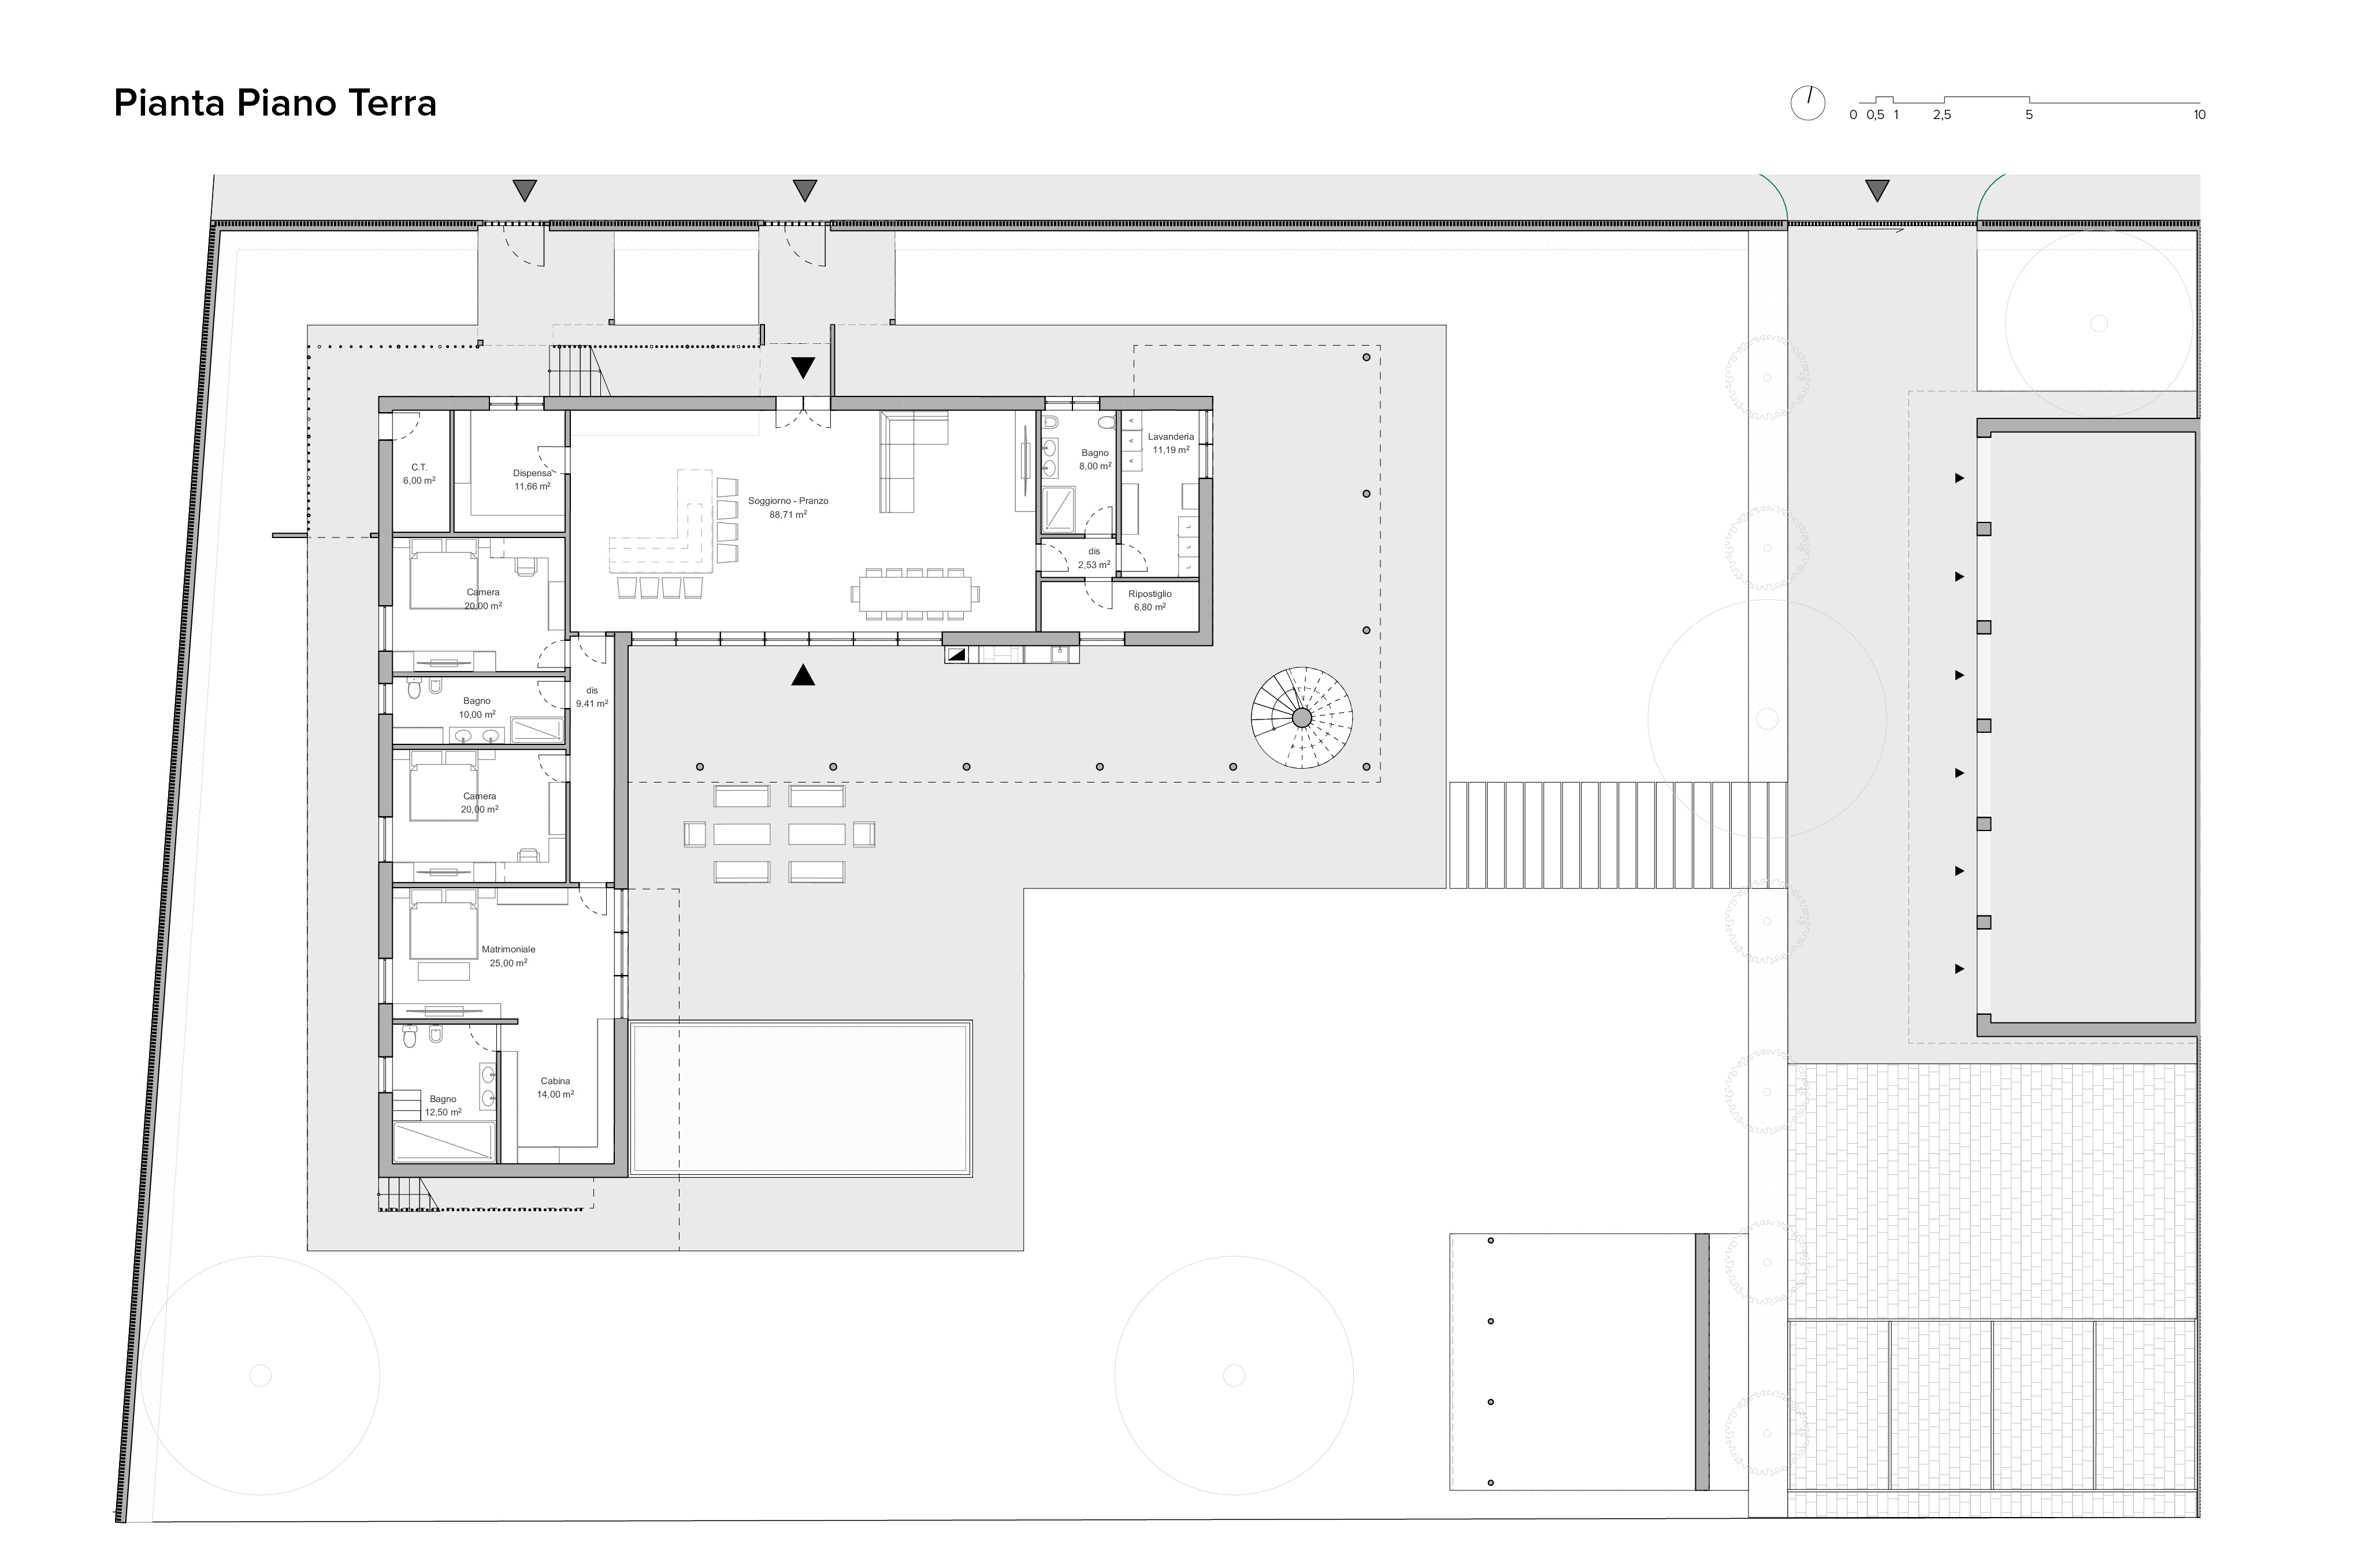 Pianta Piano Terra
0 0,5 1 2,5 5 10
C.T.
6,00 m²
Dispensa
11,66 m²
Soggiorno - Pranzo
88,71 m²
Bagno
8,00 m²
Lavanderia
11,19 m²
A
A
A
dis
2,53 m²
L
L
L
Ripostiglio
6,80 m²
Camera
20,00 m²
Bagno
10,00 m²
dis
9,41 m²
Camera
20,00 m²
Matrimoniale
25,00 m²
Cabina
14,00 m²
Bagno
12,50 m²